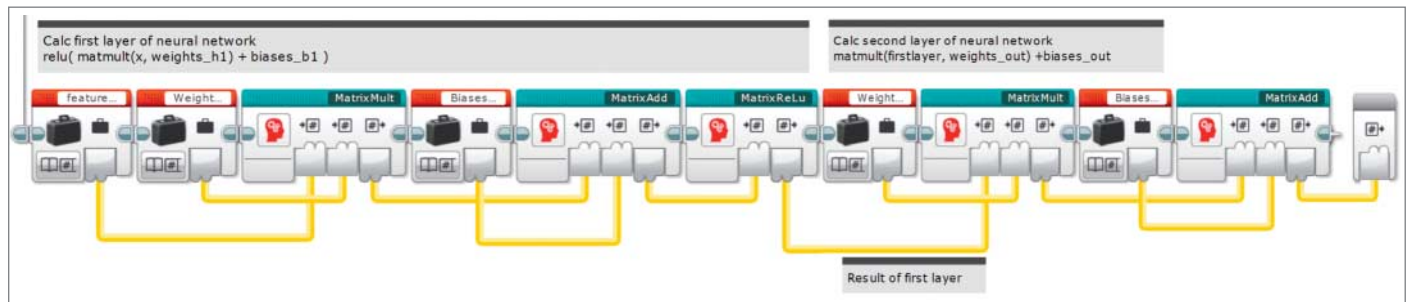 Calc first layer of neural network
relu( matmult(x, weights_h1) + biases_b1 )
Calc second layer of neural network
matmult(firstlayer, weights_out) +biases_out
feature... Weight... MatrixMult Biases... MatrixAdd MatrixReLu Weight... MatrixMult Biases... MatrixAdd
Result of first layer